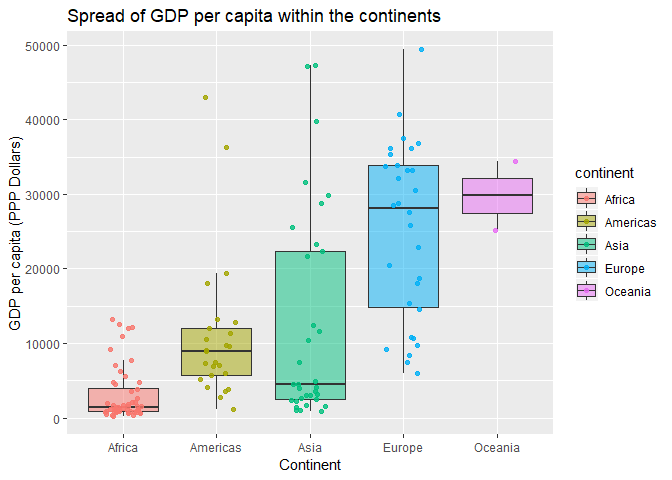 Spread of GDP per capita within the continents
GDP per capita (PPP Dollars)
50000
40000
30000
20000
10000
0
Africa
Americas
Asia
Europe
Oceania
Continent
continent
Africa
Americas
Asia
Europe
Oceania